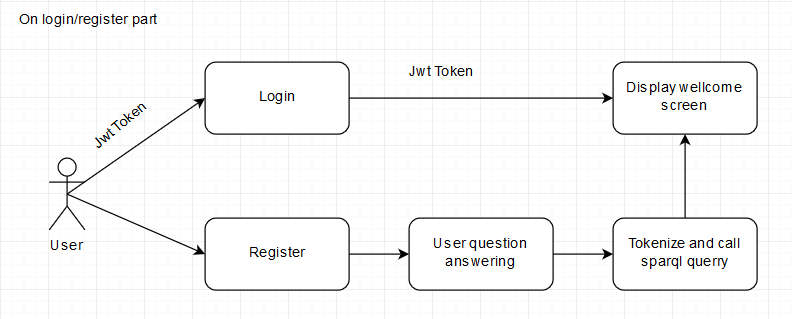 On login/register part
Jwt Token
Login
Jwt Token
Display wellcome
screen
User
Register
User question
answering
Tokenize and call
sparql querry